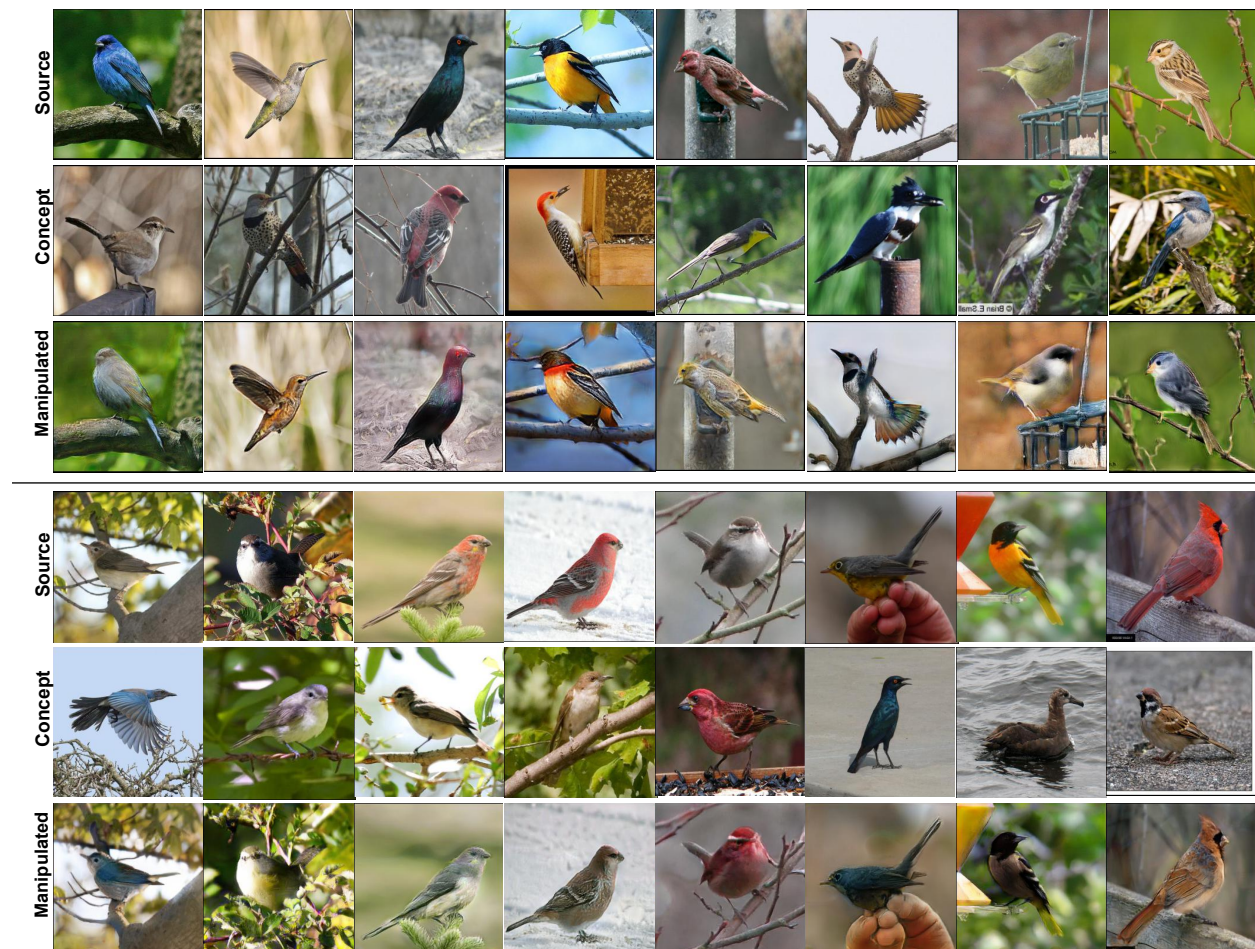 Source
Concept
© Brian E.Small
Manipulated
Source
Concept
Manipulated